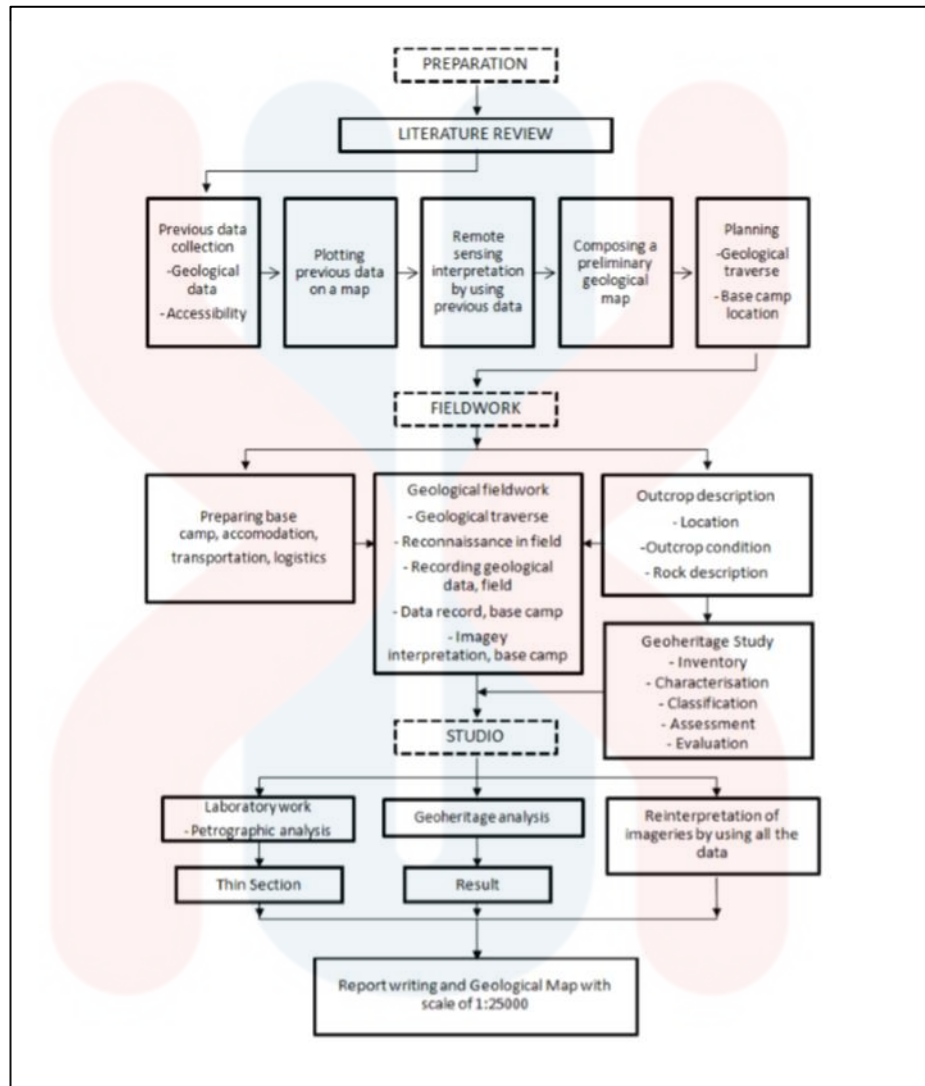 PREPARATION
LITERATURE REVIEW
Previous data
collection
-Geological
data
-Accessibility
Plotting
previous data
on a map
Remote
sensing
interpretation
by using
previous data
Composing a
preliminary
geological
map
Planning
-Geological
traverse
- Base camp
location
FIELDWORK
Preparing base
camp, accomodation,
transportation, logistics
Geological fieldwork
- Geological traverse
- Reconnaissance in field
- Recording geological
data, field
- Data record, base camp
- Imagey
interpretation, base camp
Outcrop description
- Location
-Outcrop condition
- Rock description
Geoheritage Study
- Inventory
- Characterisation
- Classification
- Assessment
- Evaluation
STUDIO
Laboratory work
- Petrographic analysis
Geoheritage analysis
Reinterpretation of
imageries by using all the
data
Thin Section
Result
Report writing and Geological Map with
scale of 1:25000